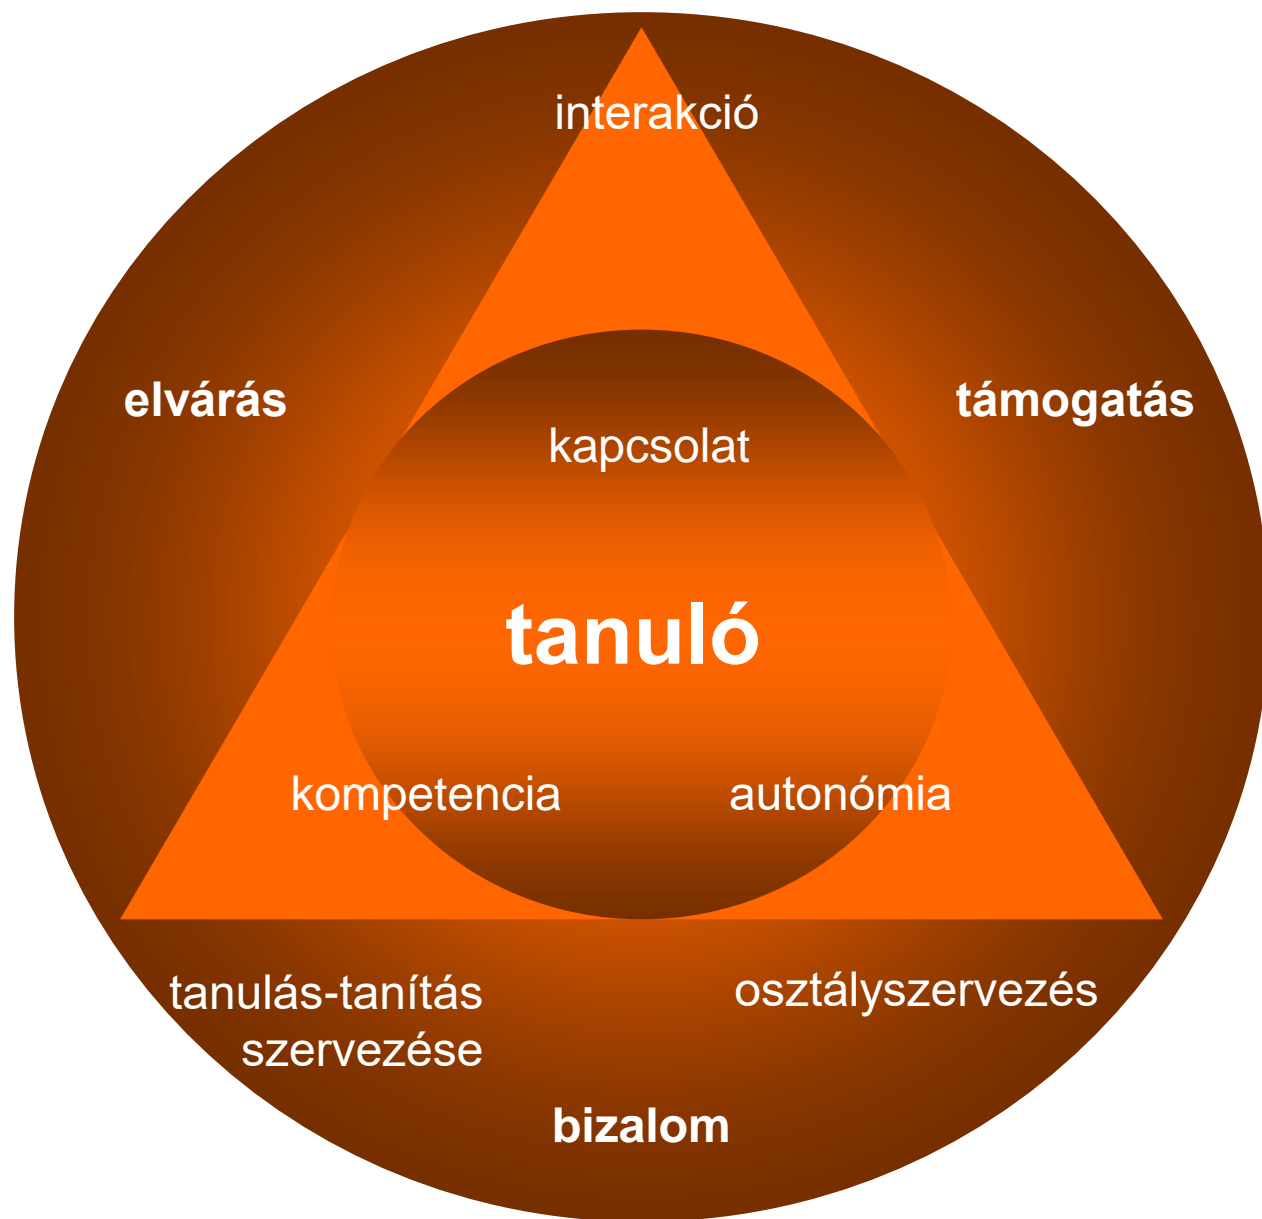 interakció
elvárás
támogatás
kapcsolat
tanuló
kompetencia
autonómia
tanulás-tanítás
szervezése
osztályszervezés
bizalom